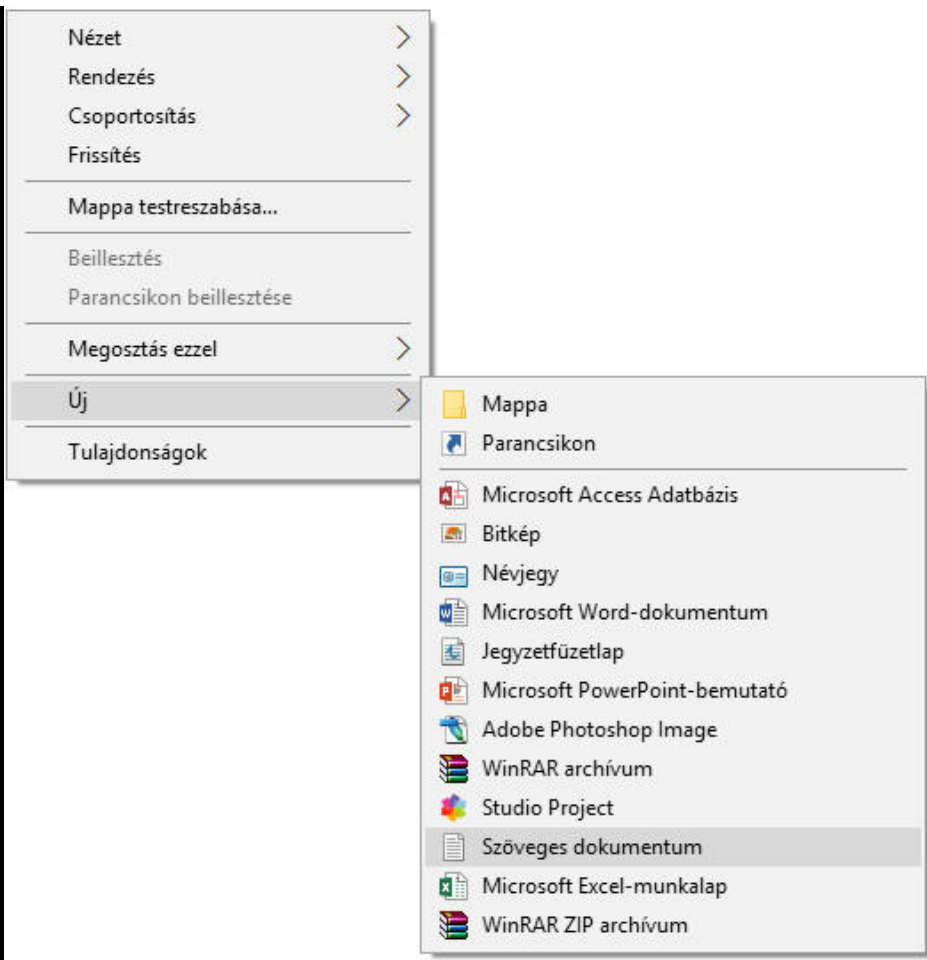 Nézet
Rendezés
Csoportosítás
Frissítés
Mappa testreszabása...
Beillesztés
Parancsikon beillesztése
Megosztás ezzel
Új
Tulajdonságok
Mappa
Parancsikon
Microsoft Access Adatbázis
Bitkép
Névjegy
Microsoft Word-dokumentum
Jegyzetfüzetlap
Microsoft PowerPoint-bemutató
Adobe Photoshop Image
WinRAR archívum
Studio Project
Szöveges dokumentum
Microsoft Excel-munkalap
WinRAR ZIP archívum